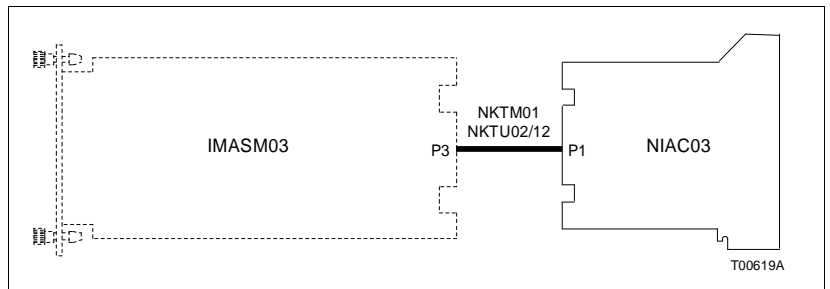 NKTM01
NKTU02/12
IMASM03
P3
P1
NIAC03
T00619A